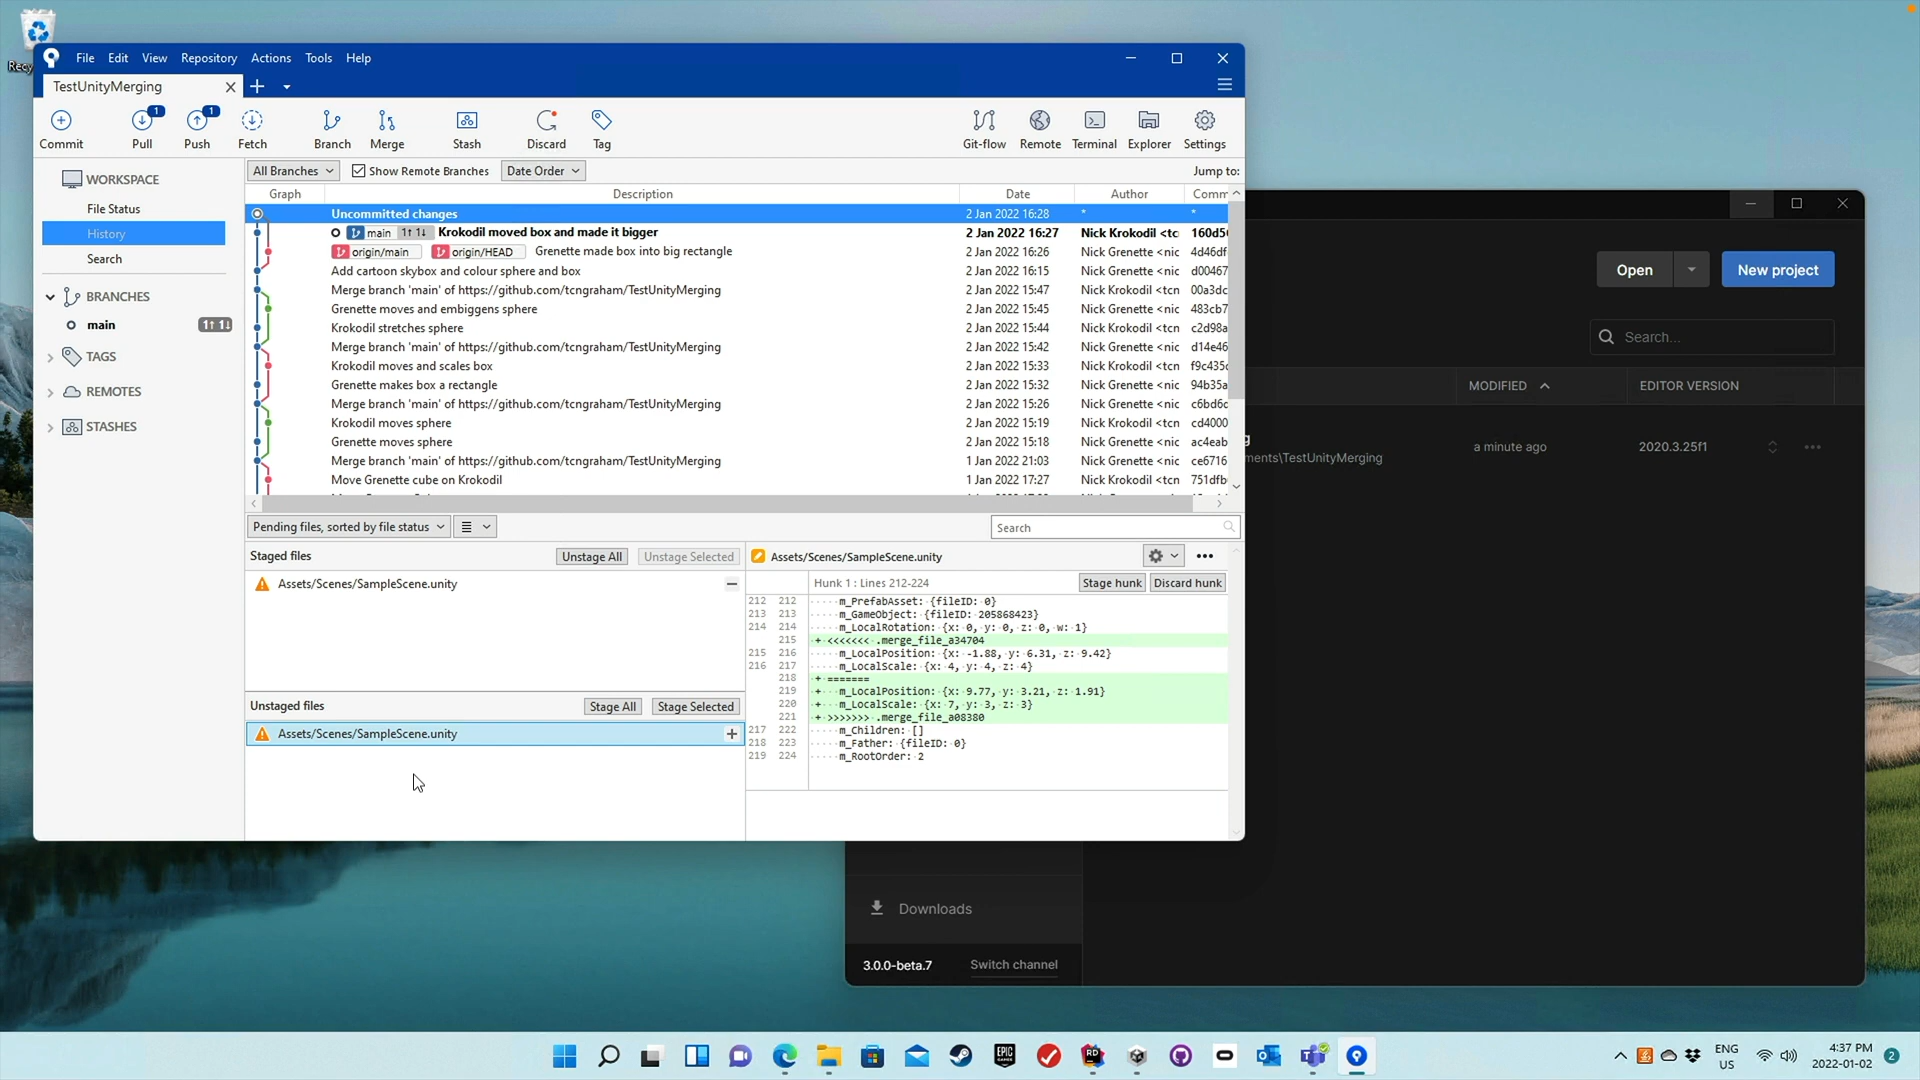 File Edit View Repository Actions Tools Help
TestUnityMerging
1 1
Commit Pull Push Fetch Branch Merge Stash Discard Tag Git-flow Remote Terminal Explorer Settings
WORKSPACE
File Status
History
Search
BRANCHES
main 1↑ 1↓
TAGS
REMOTES
STASHES
All Branches Show Remote Branches Date Order Jump to:
Graph Description Date Author Comm
Uncommitted changes 2 Jan 2022 16:28 * *
main 1↑ 1↓ Krokodil moved box and made it bigger 2 Jan 2022 16:27 Nick Krokodil <tc 160d5
origin/main origin/HEAD Grenette made box into big rectangle 2 Jan 2022 16:26 Nick Grenette <nic 4d46df
Add cartoon skybox and colour sphere and box 2 Jan 2022 16:15 Nick Grenette <nic d00467
Merge branch 'main' of https://github.com/tcngraham/TestUnityMerging 2 Jan 2022 15:47 Nick Krokodil <tcn 00a3dc
Grenette moves and embiggens sphere 2 Jan 2022 15:45 Nick Grenette <nic 483cb7
Krokodil stretches sphere 2 Jan 2022 15:44 Nick Krokodil <tcn c2d98a
Merge branch 'main' of https://github.com/tcngraham/TestUnityMerging 2 Jan 2022 15:42 Nick Grenette <nic d14e46
Krokodil moves and scales box 2 Jan 2022 15:33 Nick Krokodil <tcn f9c435
Grenette makes box a rectangle 2 Jan 2022 15:32 Nick Grenette <nic 94b35a
Merge branch 'main' of https://github.com/tcngraham/TestUnityMerging 2 Jan 2022 15:26 Nick Grenette <nic c6bd6
Krokodil moves sphere 2 Jan 2022 15:19 Nick Krokodil <tcn cd4000
Grenette moves sphere 2 Jan 2022 15:18 Nick Grenette <nic ac4eab
Merge branch 'main' of https://github.com/tcngraham/TestUnityMerging 1 Jan 2022 21:03 Nick Grenette <nic ce6716
Move Grenette cube on Krokodil 1 Jan 2022 17:27 Nick Krokodil <tcn 751dfb
Pending files, sorted by file status Search
Staged files Unstage All Unstage Selected
Assets/Scenes/SampleScene.unity
Unstaged files Stage All Stage Selected
Assets/Scenes/SampleScene.unity
Assets/Scenes/SampleScene.unity
Hunk 1 : Lines 212-224 Stage hunk Discard hunk
212 212 m_PrefabAsset: {fileID: 0}
213 213 m_GameObject: {fileID: 205868423}
214 214 m_LocalRotation: {x: 0, y: 0, z: 0, w: 1}
215 + <<<<<<< .merge_file_a34704
215 216 m_LocalPosition: {x: -1.88, y: 6.31, z: 9.42}
216 217 m_LocalScale: {x: 4, y: 4, z: 4}
218 + =======
219 + m_LocalPosition: {x: 9.77, y: 3.21, z: 1.91}
220 + m_LocalScale: {x: 7, y: 3, z: 3}
221 + >>>>>>> .merge_file_a08380
217 222 m_Children: []
218 223 m_Father: {fileID: 0}
219 224 m_RootOrder: 2
Open New project
Search...
MODIFIED EDITOR VERSION
g
ments\TestUnityMerging a minute ago 2020.3.25f1
Downloads
3.0.0-beta.7 Switch channel
EPIC GAMES RD
ENG
US
4:37 PM
2022-01-02
2